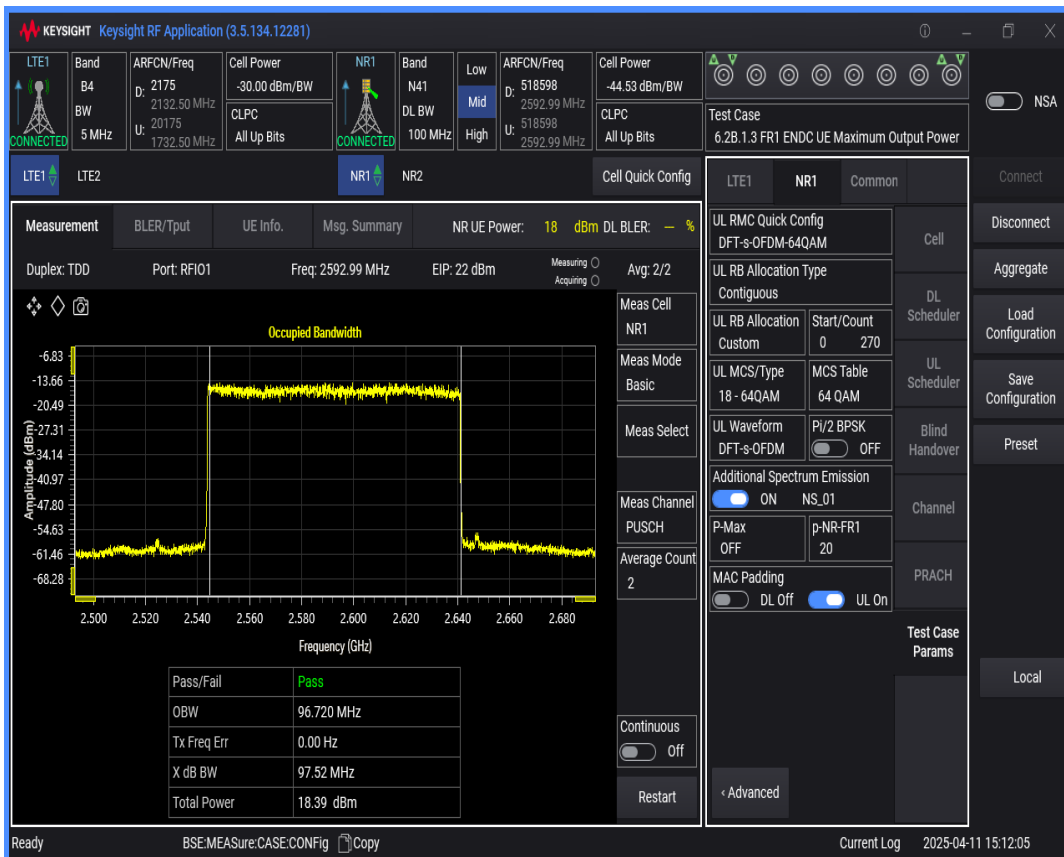 KEYSIGHT Keysight RF Application (3.5.134.12281)
LTE1
CONNECTED
Band
B4
BW
5 MHz
ARFCN/Freq
D: 2175
2132.50 MHz
U: 20175
1732.50 MHz
Cell Power
-30.00 dBm/BW
CLPC
All Up Bits
NR1
CONNECTED
Band
N41
DL BW
100 MHz
Low
Mid
High
ARFCN/Freq
D: 518598
2592.99 MHz
U: 518598
2592.99 MHz
Cell Power
-44.53 dBm/BW
CLPC
All Up Bits
Test Case
6.2B.1.3 FR1 ENDC UE Maximum Output Power
NSA
LTE1 LTE2
NR1 NR2
Cell Quick Config
Measurement BLER/Tput UE Info. Msg. Summary NR UE Power: 18 dBm DL BLER: — %
Duplex: TDD Port: RFIO1 Freq: 2592.99 MHz EIP: 22 dBm
Measuring
Acquiring
Avg: 2/2
Occupied Bandwidth
Amplitude (dBm)
-6.83
-13.66
-20.49
-27.31
-34.14
-40.97
-47.80
-54.63
-61.46
-68.28
2.500 2.520 2.540 2.560 2.580 2.600 2.620 2.640 2.660 2.680
Frequency (GHz)
Pass/Fail Pass
OBW 96.720 MHz
Tx Freq Err 0.00 Hz
X dB BW 97.52 MHz
Total Power 18.39 dBm
Meas Cell
NR1
Meas Mode
Basic
Meas Select
Meas Channel
PUSCH
Average Count
2
Continuous
Off
Restart
LTE1 NR1 Common
UL RMC Quick Config
DFT-s-OFDM-64QAM
UL RB Allocation Type
Contiguous
UL RB Allocation
Custom
Start/Count
0 270
UL MCS/Type
18 - 64QAM
MCS Table
64 QAM
UL Waveform
DFT-s-OFDM
Pi/2 BPSK
OFF
Additional Spectrum Emission
ON NS_01
P-Max
OFF
p-NR-FR1
20
MAC Padding
DL Off UL On
‹ Advanced
Cell
DL
Scheduler
UL
Scheduler
Blind
Handover
Channel
PRACH
Test Case
Params
Connect
Disconnect
Aggregate
Load
Configuration
Save
Configuration
Preset
Local
Ready BSE:MEASure:CASE:CONFig Copy Current Log 2025-04-11 15:12:05